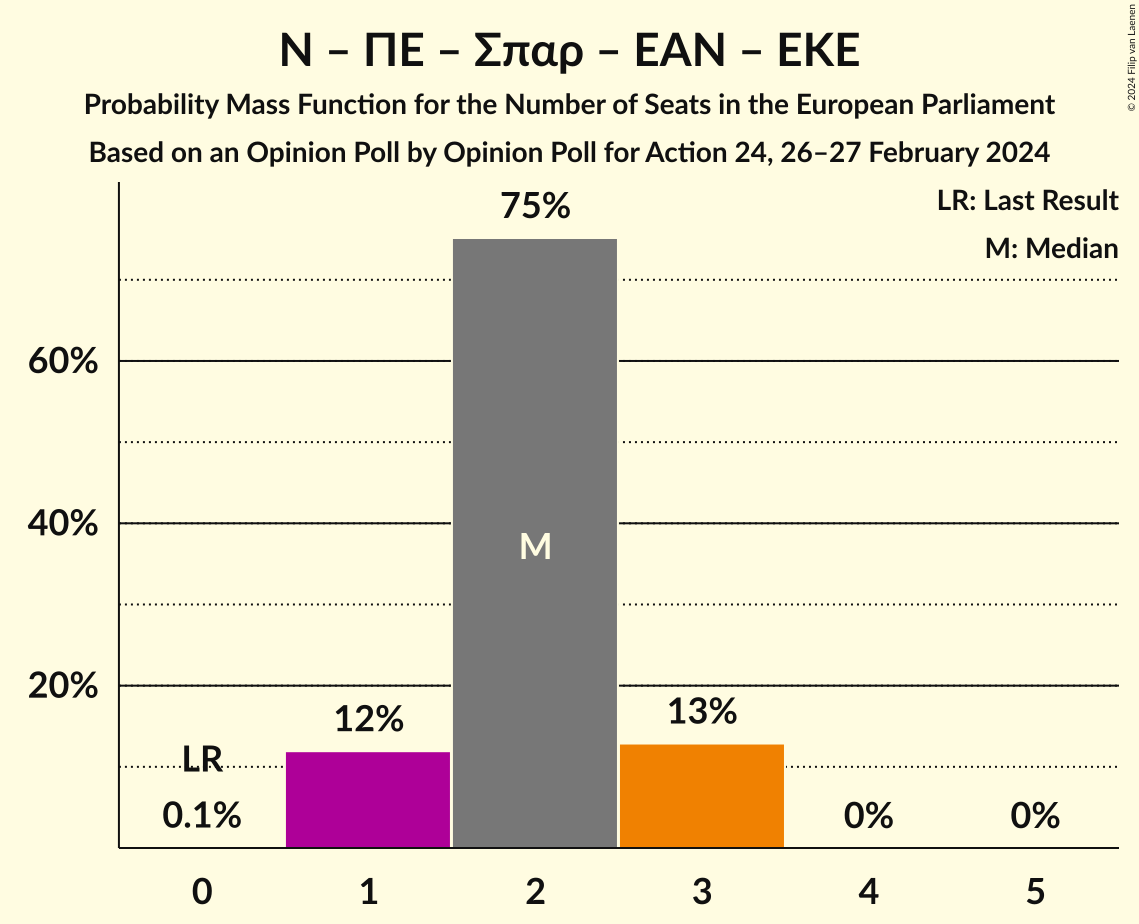 Ν – ΠΕ – Σπαρ – ΕΑΝ – ΕΚΕ
Probability Mass Function for the Number of Seats in the European Parliament
Based on an Opinion Poll by Opinion Poll for Action 24, 26–27 February 2024
© 2024 Filip van Laenen
LR: Last Result
M: Median
75%
60%
M
40%
20%
12%
13%
LR
0.1%
0%
0%
0 1 2 3 4 5